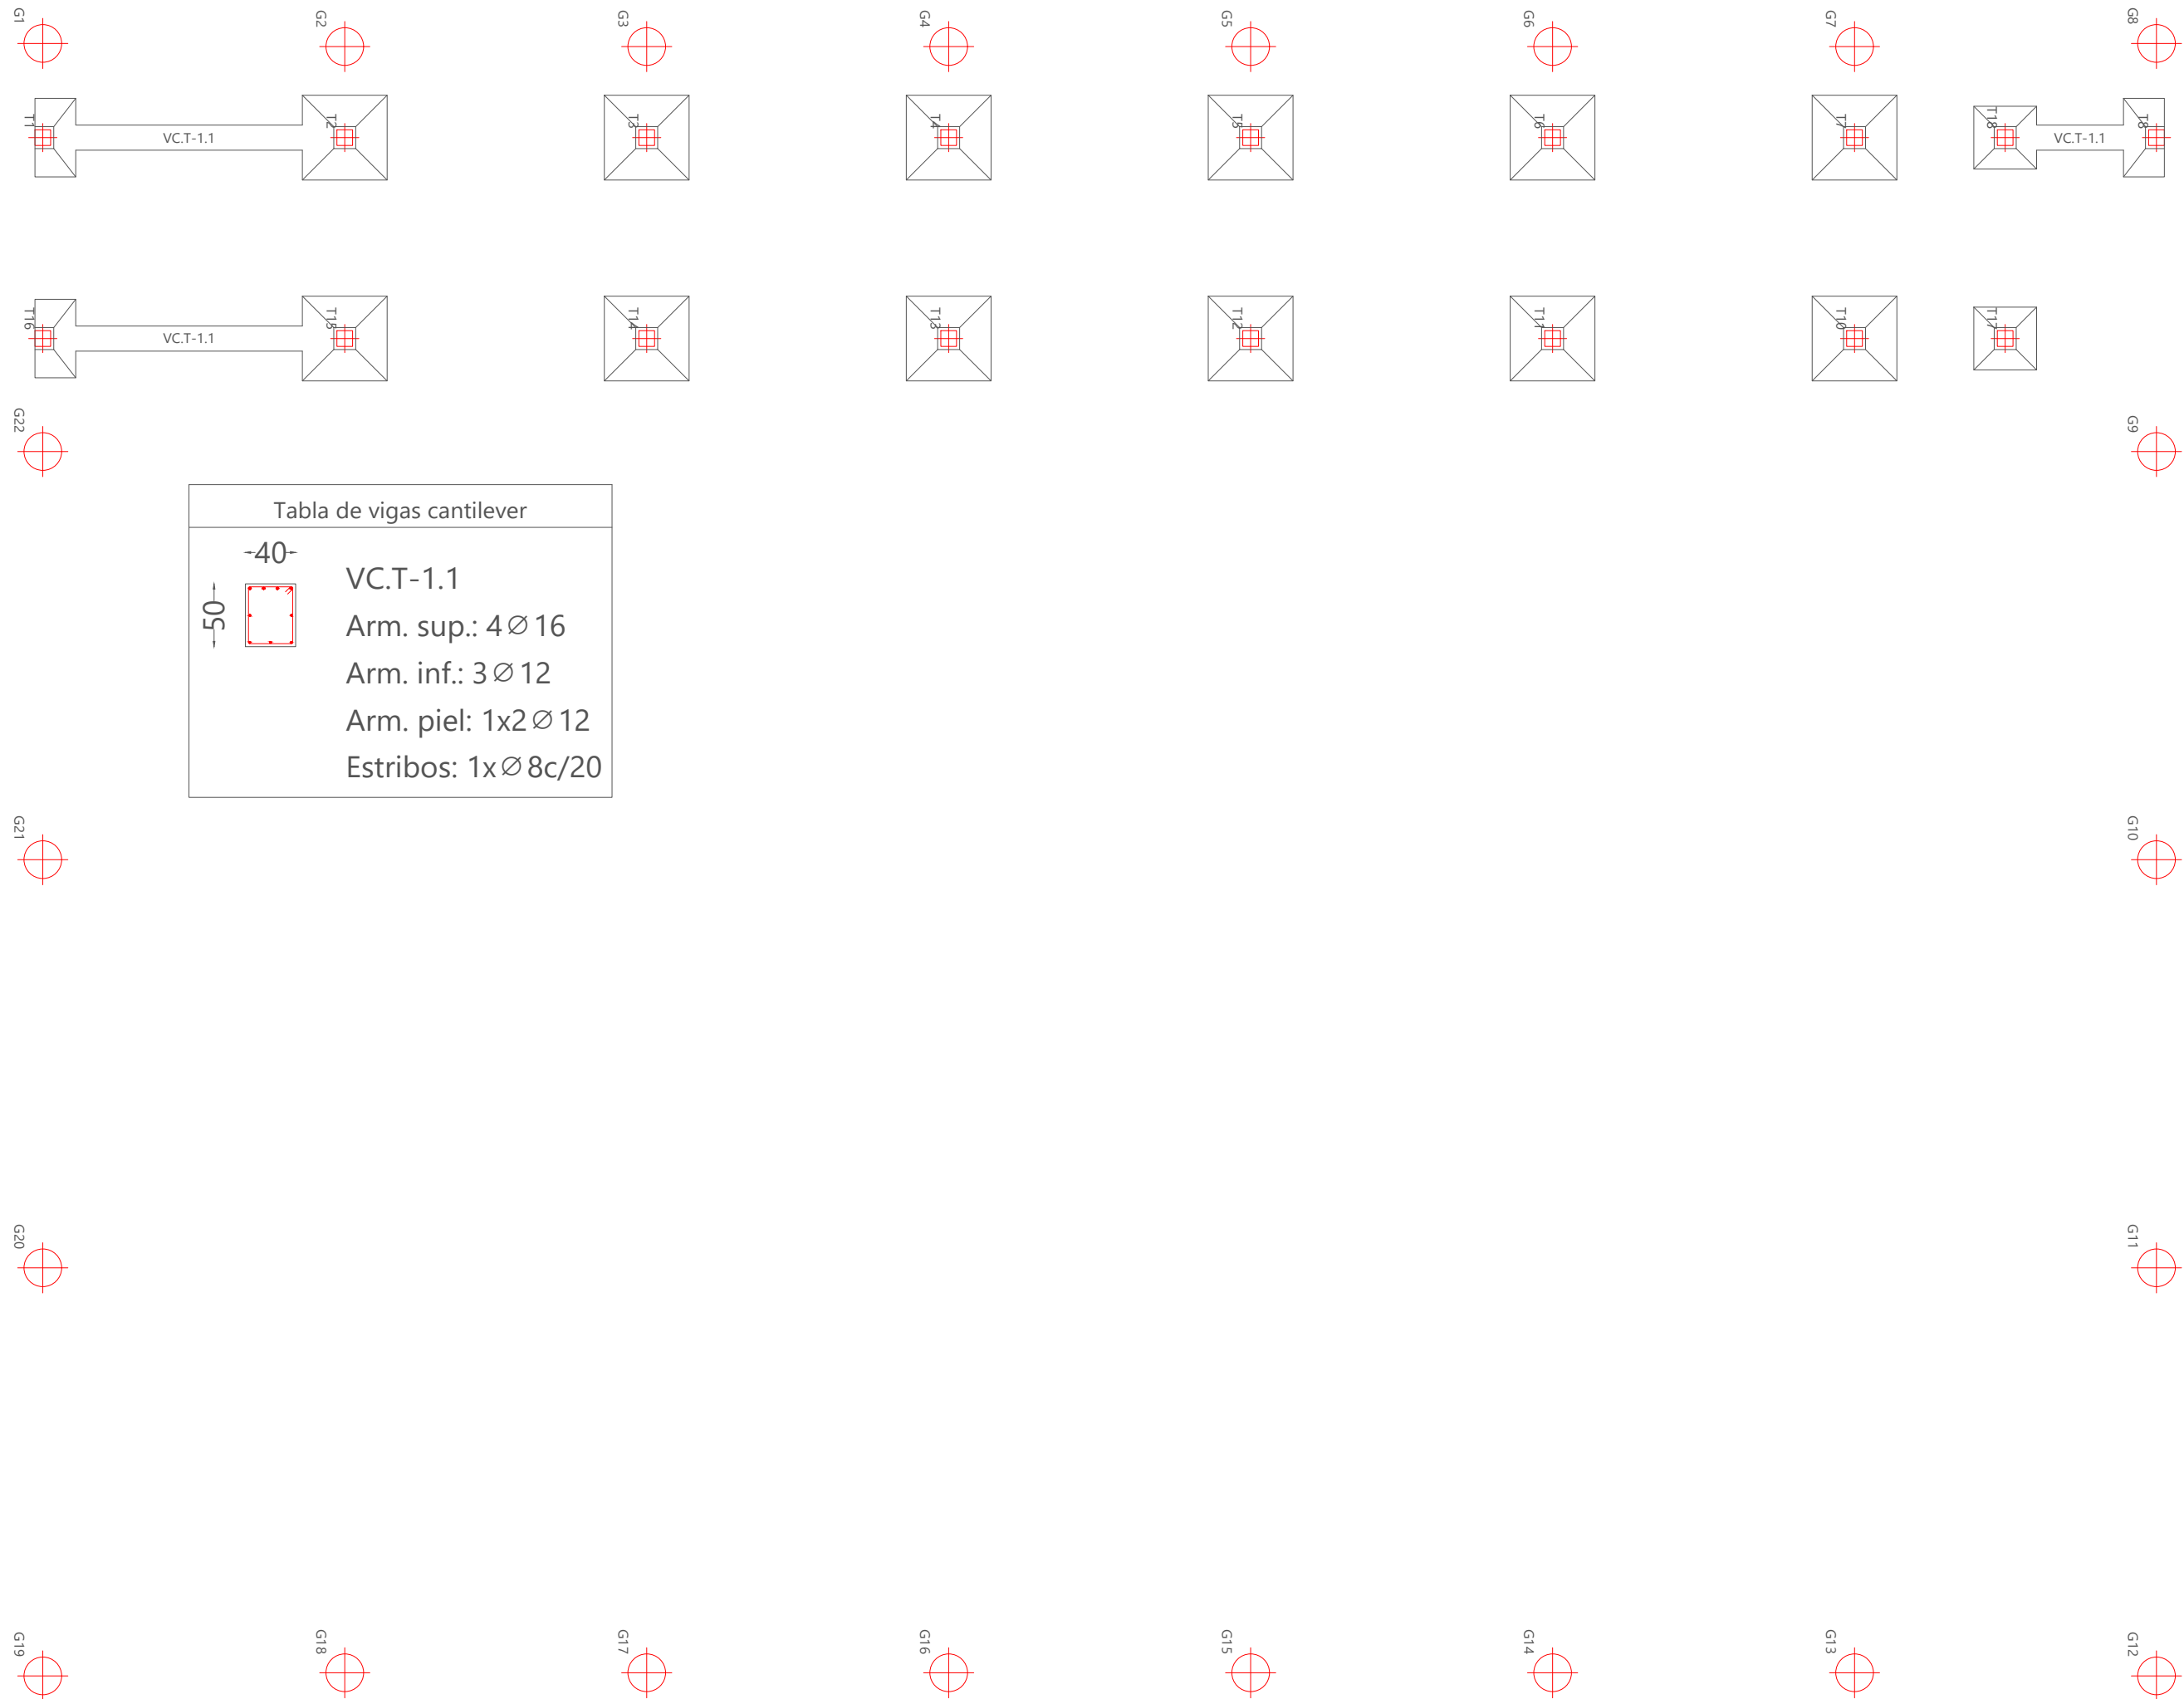 G1
G2
G3
G4
G5
G6
G7
G8
T1
VC.T-1.1
T2
T3
T4
T5
T6
T7
T18
VC.T-1.1
T8
T16
VC.T-1.1
T15
T14
T13
T12
T11
T10
T17
G22
G9
Tabla de vigas cantilever
40
50
VC.T-1.1
Arm. sup.: 4∅16
Arm. inf.: 3∅12
Arm. piel: 1x2∅12
Estribos: 1x∅8c/20
G21
G10
G20
G11
G19
G18
G17
G16
G15
G14
G13
G12